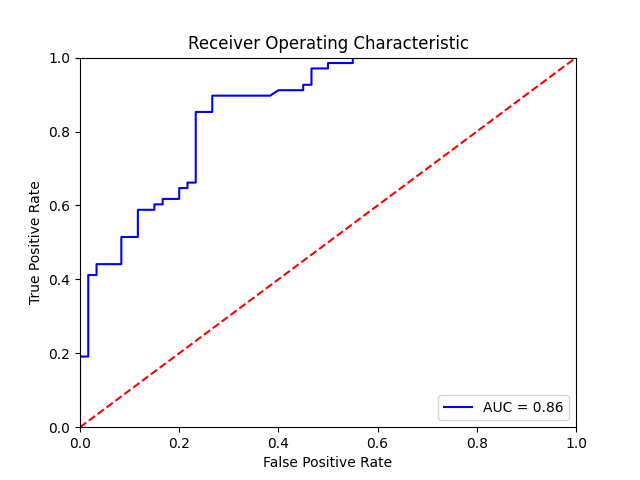 Receiver Operating Characteristic
1.0
0.8
0.6
0.4
0.2
0.0
True Positive Rate
AUC = 0.86
0.0 0.2 0.4 0.6 0.8 1.0
False Positive Rate